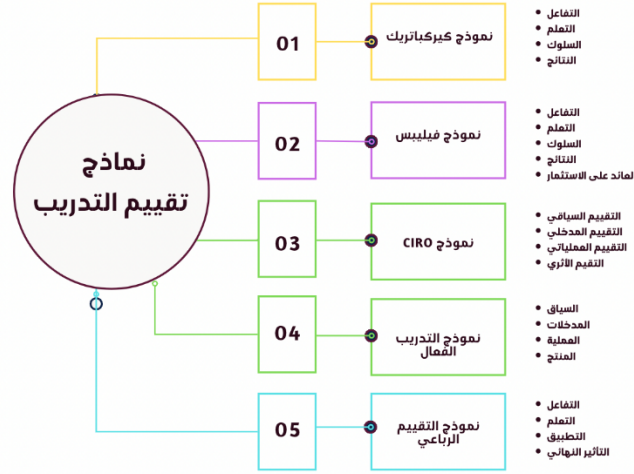 نماذج
تقييم التدريب
01
نموذج كيركباتريك
التفاعل
التعلم
السلوك
النتائج
02
نموذج فيليبس
التفاعل
التعلم
السلوك
النتائج
لعائد على الاستثمار
03
نموذج CIRO
التقييم السياقي
التقييم المدخلي
التقييم العملياتي
التقيم الأثري
04
نموذج التدريب
الفعال
السياق
المدخلات
العملية
المنتج
05
نموذج التقييم
الرباعي
التفاعل
التعلم
التطبيق
التأثير النهائي